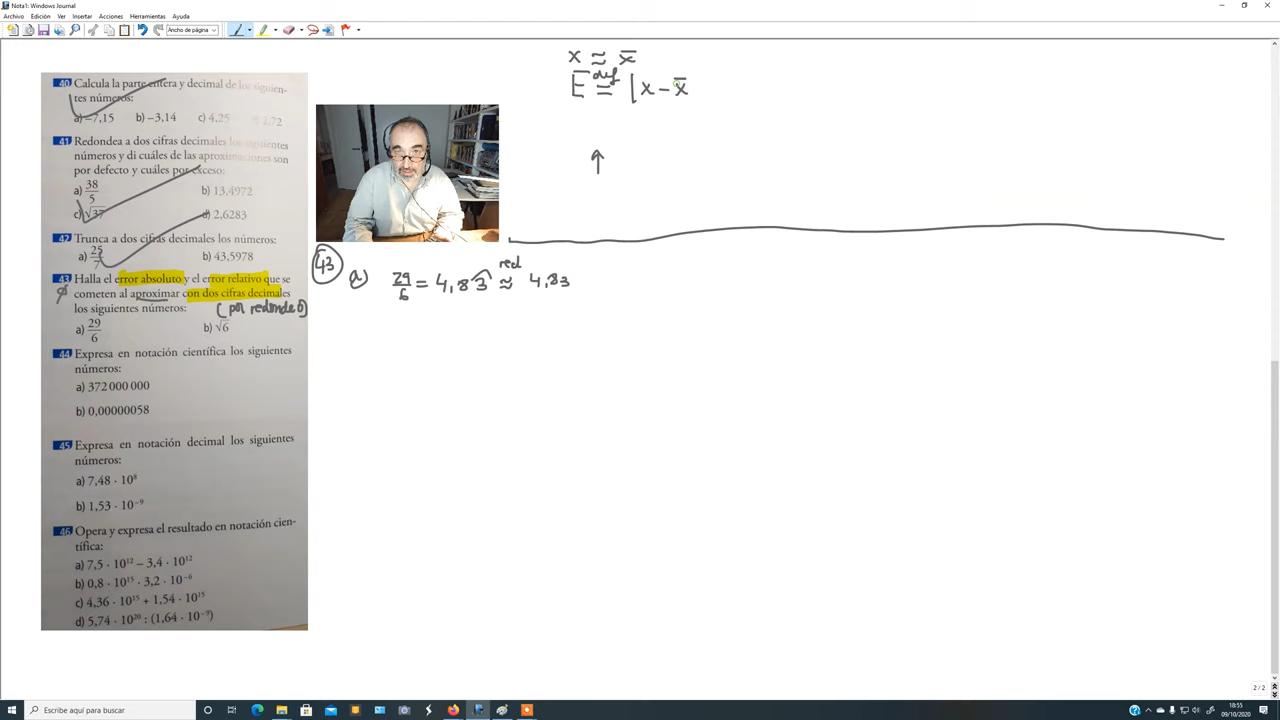 Nota1: Windows Journal
Archivo Edición Ver Insertar Acciones Herramientas Ayuda
Ancho de página
x ≈ x̄
E ≝ |x − x̄
40 Calcula la parte entera y decimal de los siguien-
tes números:
a) −7,15 b) −3,14 c) 4,25 2,72
41 Redondea a dos cifras decimales los siguientes
números y di cuáles de las aproximaciones son
por defecto y cuáles por exceso:
a) 38/5 b) 13,4972
c) √37 d) 2,6283
42 Trunca a dos cifras decimales los números:
a) 25/7 b) 43,5978
43 Halla el error absoluto y el error relativo que se
cometen al aproximar con dos cifras decimales
los siguientes números: (por redondeo)
a) 29/6 b) √6
44 Expresa en notación científica los siguientes
números:
a) 372 000 000
b) 0,00000058
45 Expresa en notación decimal los siguientes
números:
a) 7,48 · 10⁸
b) 1,53 · 10⁻⁹
46 Opera y expresa el resultado en notación cien-
tífica:
a) 7,5 · 10¹² − 3,4 · 10¹²
b) 0,8 · 10¹⁵ · 3,2 · 10⁻⁶
c) 4,36 · 10¹⁵ + 1,54 · 10¹⁵
d) 5,74 · 10²⁰ : (1,64 · 10⁻⁹)
43 a) 29/6 = 4,83̂ ≈ red 4,83
2 / 2
Escribe aquí para buscar
18:55
09/10/2020